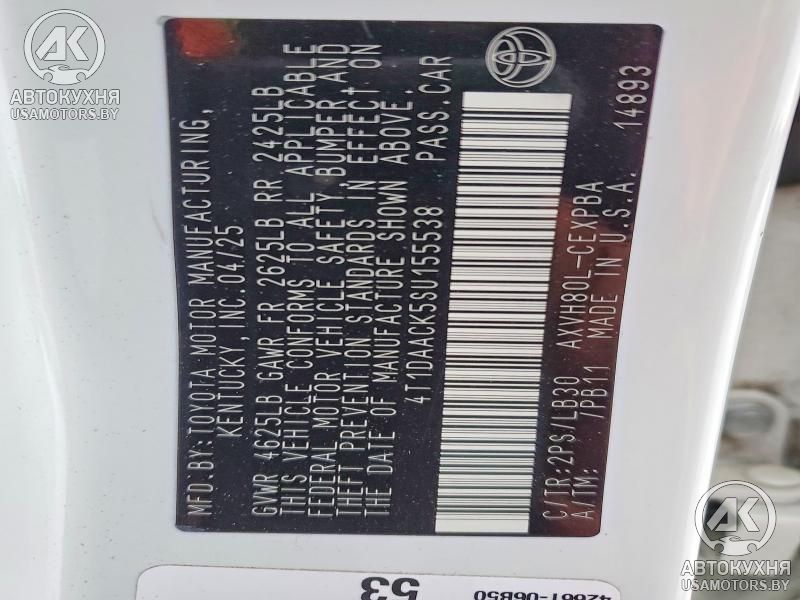 MFD. BY: TOYOTA MOTOR MANUFACTURING,
KENTUCKY, INC. 04/25
GVWR 4625LB GAWR FR 2625LB RR 2425LB
THIS VEHICLE CONFORMS TO ALL APPLICABLE
FEDERAL MOTOR VEHICLE SAFETY, BUMPER, AND
THEFT PREVENTION STANDARDS IN EFFECT ON
THE DATE OF MANUFACTURE SHOWN ABOVE.
4T1DAACK5SU155538 PASS.CAR
C/TR:2PS/LB30 AXVH80L-CEXPBA
A/TM: /PB11 MADE IN U.S.A. 14893
53
42661-06B50
АК
АВТОКУХНЯ
USAMOTORS.BY
АК
АВТОКУХНЯ
USAMOTORS.BY